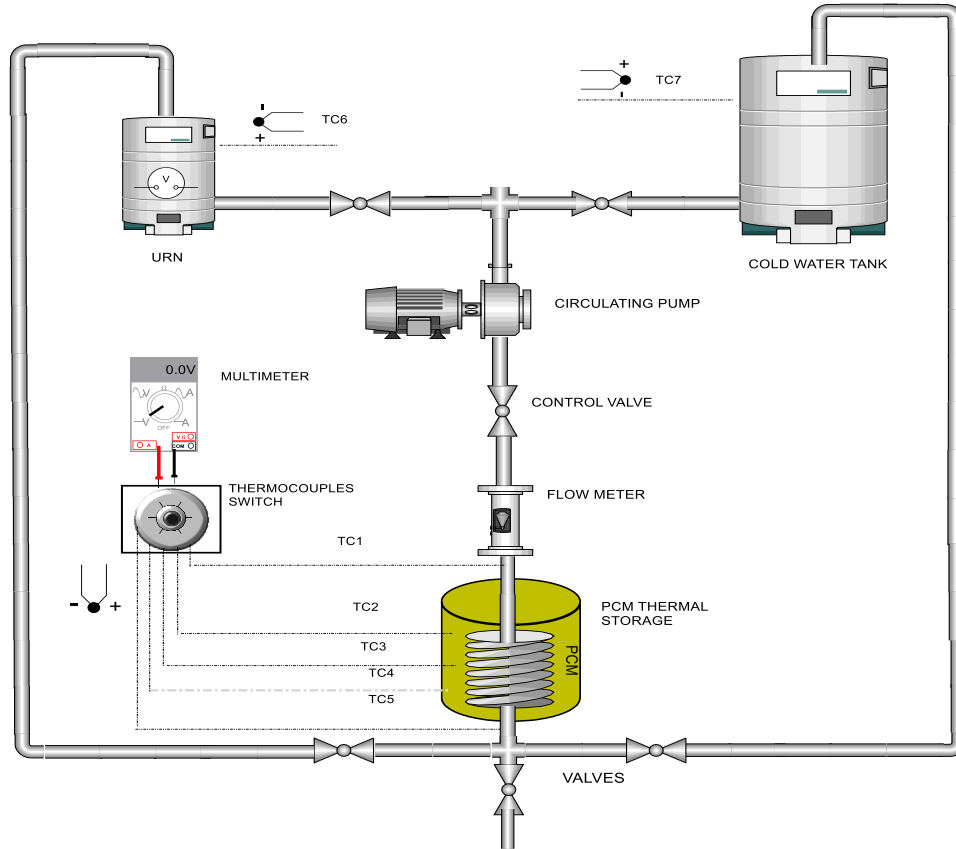 +
TC7
-
-
TC6
+
V
URN
COLD WATER TANK
CIRCULATING PUMP
0.0V
MULTIMETER
Ω
V
A
V
A
OFF
A
V Ω
COM
CONTROL VALVE
THERMOCOUPLES
SWITCH
FLOW METER
TC1
- +
TC2
PCM THERMAL
STORAGE
TC3
PCM
TC4
TC5
VALVES